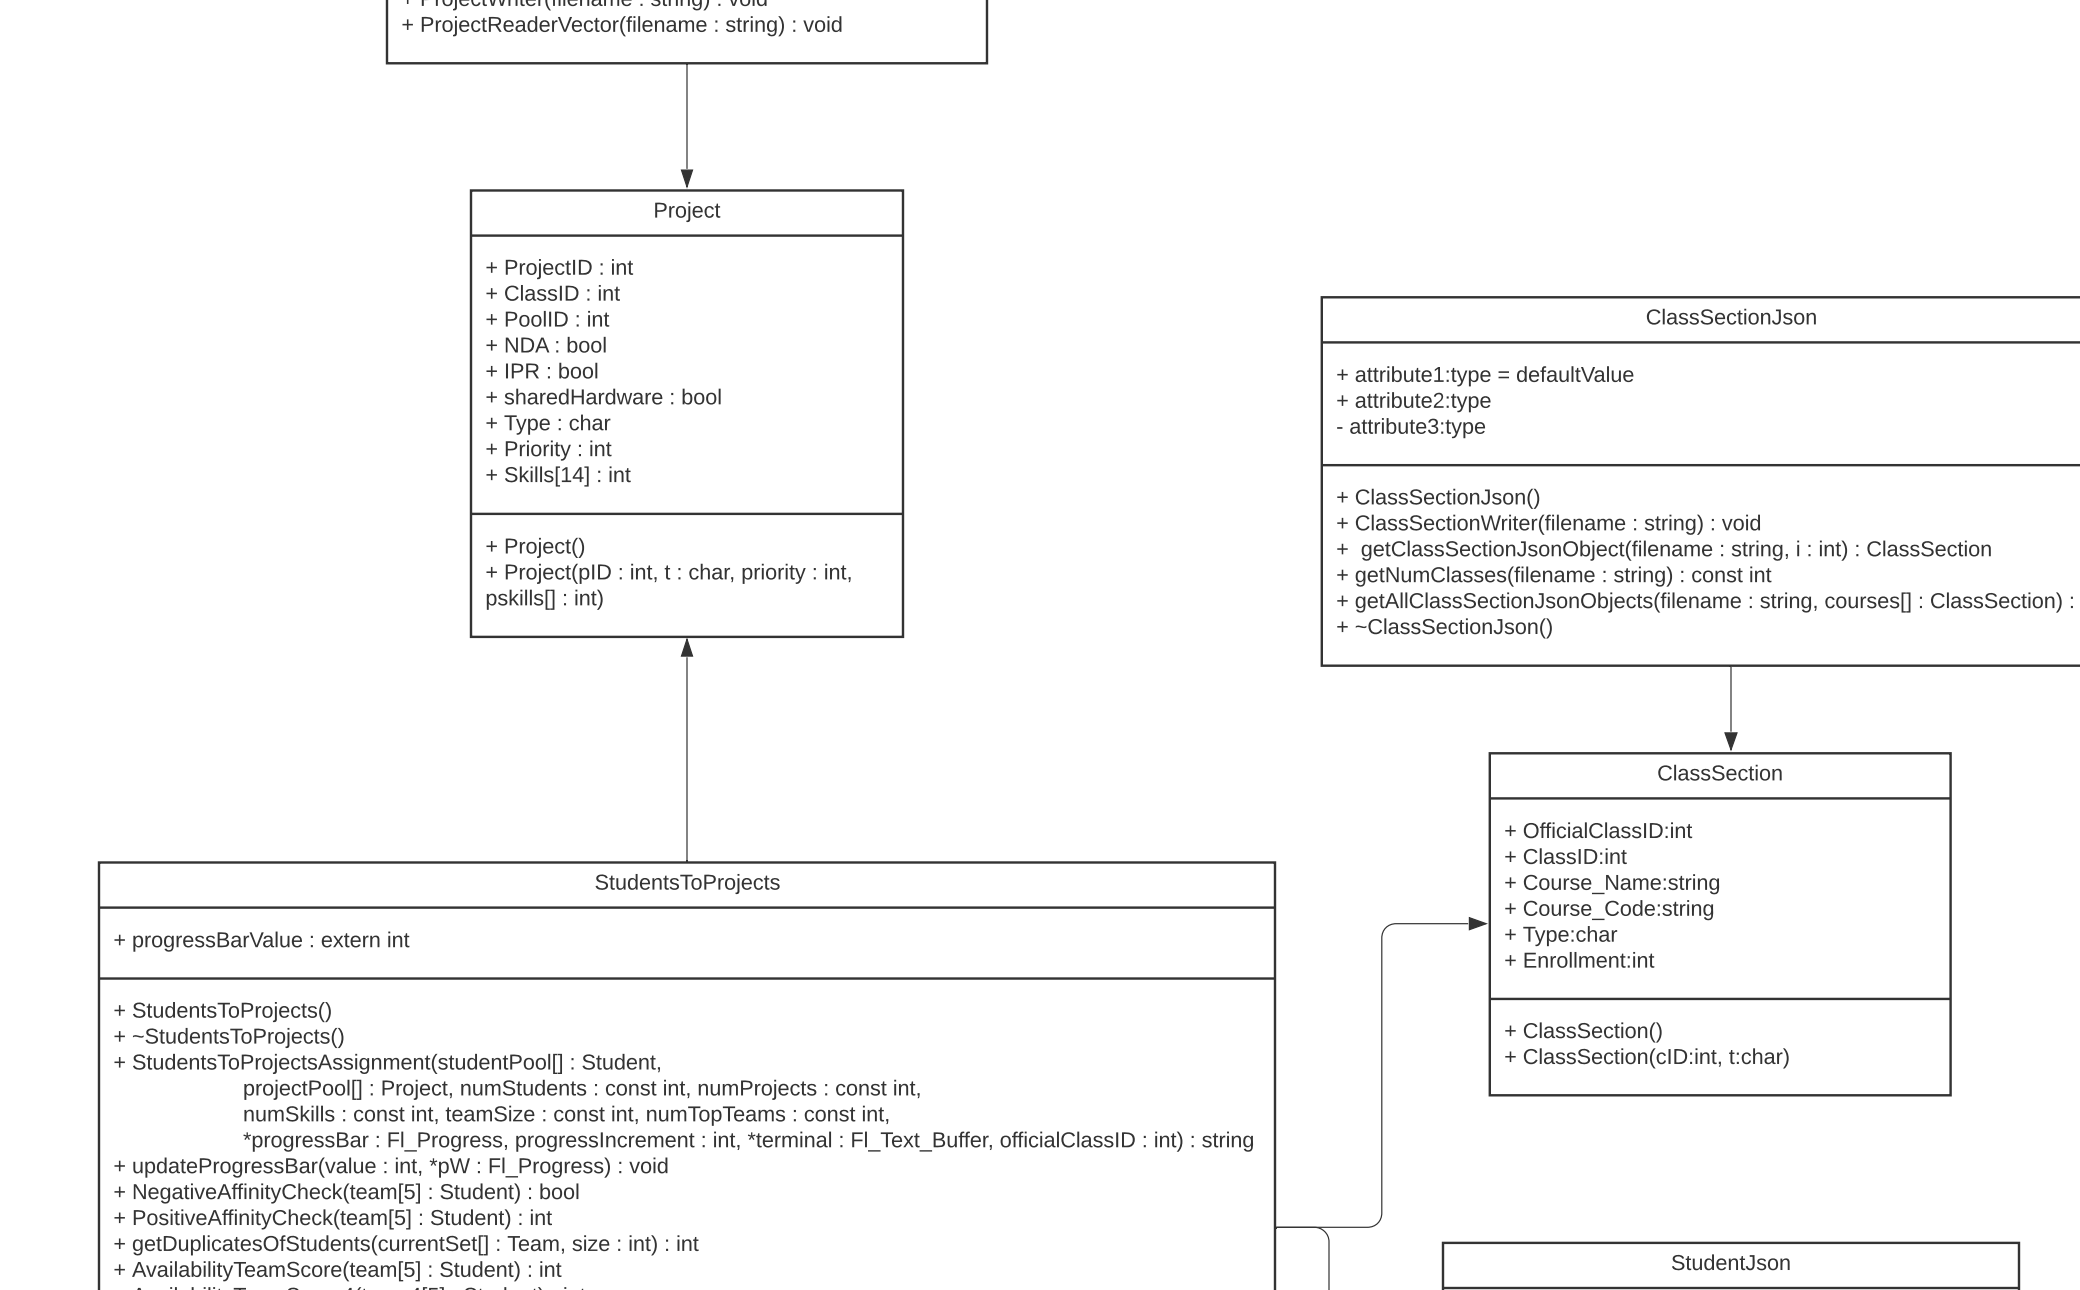 + ProjectWriter(filename : string) : void
+ ProjectReaderVector(filename : string) : void
Project
+ ProjectID : int
+ ClassID : int
+ PoolID : int
+ NDA : bool
+ IPR : bool
+ sharedHardware : bool
+ Type : char
+ Priority : int
+ Skills[14] : int
+ Project()
+ Project(pID : int, t : char, priority : int,
pskills[] : int)
ClassSectionJson
+ attribute1:type = defaultValue
+ attribute2:type
- attribute3:type
+ ClassSectionJson()
+ ClassSectionWriter(filename : string) : void
+  getClassSectionJsonObject(filename : string, i : int) : ClassSection
+ getNumClasses(filename : string) : const int
+ getAllClassSectionJsonObjects(filename : string, courses[] : ClassSection) :
+ ~ClassSectionJson()
ClassSection
+ OfficialClassID:int
+ ClassID:int
+ Course_Name:string
+ Course_Code:string
+ Type:char
+ Enrollment:int
+ ClassSection()
+ ClassSection(cID:int, t:char)
StudentsToProjects
+ progressBarValue : extern int
+ StudentsToProjects()
+ ~StudentsToProjects()
+ StudentsToProjectsAssignment(studentPool[] : Student,
projectPool[] : Project, numStudents : const int, numProjects : const int,
numSkills : const int, teamSize : const int, numTopTeams : const int,
*progressBar : Fl_Progress, progressIncrement : int, *terminal : Fl_Text_Buffer, officialClassID : int) : string
+ updateProgressBar(value : int, *pW : Fl_Progress) : void
+ NegativeAffinityCheck(team[5] : Student) : bool
+ PositiveAffinityCheck(team[5] : Student) : int
+ getDuplicatesOfStudents(currentSet[] : Team, size : int) : int
+ AvailabilityTeamScore(team[5] : Student) : int
StudentJson